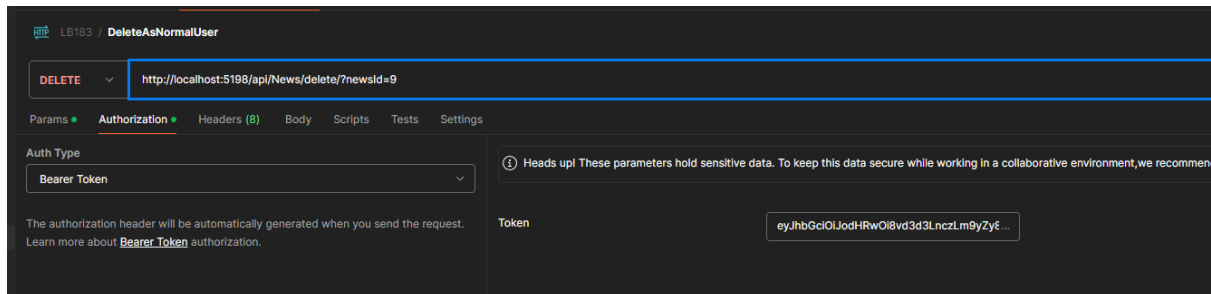 HTTP LB183 / DeleteAsNormalUser
DELETE http://localhost:5198/api/News/delete/?newsId=9
Params Authorization Headers (8) Body Scripts Tests Settings
Auth Type
Bearer Token
The authorization header will be automatically generated when you send the request.
Learn more about Bearer Token authorization.
Heads up! These parameters hold sensitive data. To keep this data secure while working in a collaborative environment,we recommen
Token
eyJhbGciOiJodHRwOi8vd3d3LnczLm9yZy...